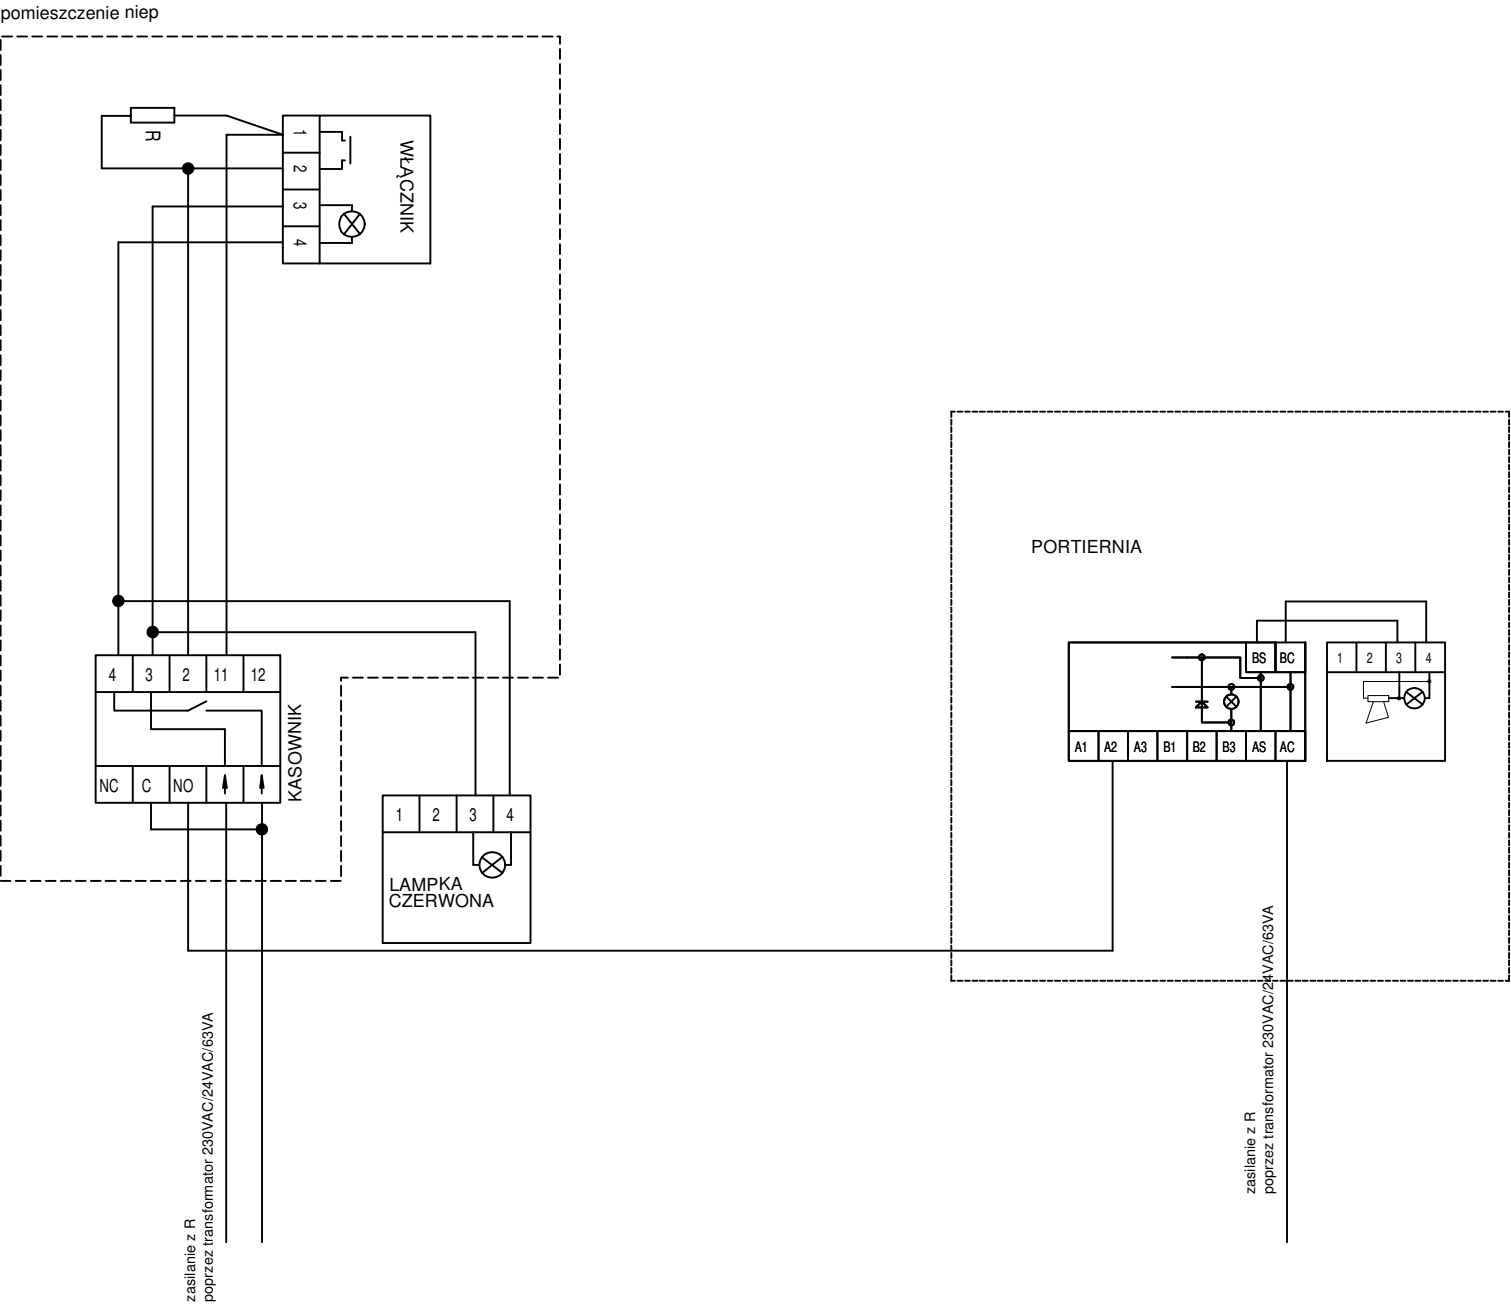 pomieszczenie niep
R
1
2
3
4
WŁĄCZNIK
4 3 2 11 12
NC C NO
KASOWNIK
1 2 3 4
LAMPKA
CZERWONA
zasilanie z R
poprzez transformator 230VAC/24VAC/63VA
PORTIERNIA
BS BC
A1 A2 A3 B1 B2 B3 AS AC
1 2 3 4
zasilanie z R
poprzez transformator 230VAC/24VAC/63VA